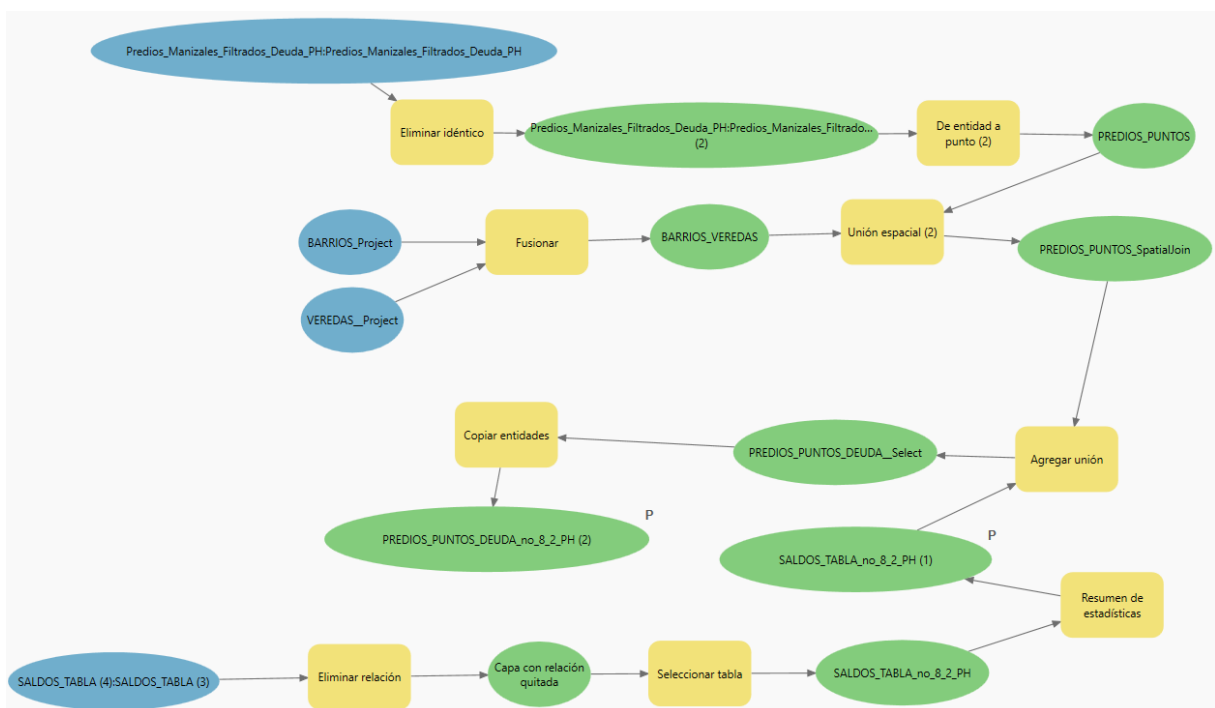 Predios_Manizales_Filtrados_Deuda_PH:Predios_Manizales_Filtrados_Deuda_PH
Eliminar idéntico
Predios_Manizales_Filtrados_Deuda_PH:Predios_Manizales_Filtrado...
(2)
De entidad a
punto (2)
PREDIOS_PUNTOS
BARRIOS_Project
Fusionar
BARRIOS_VEREDAS
Unión espacial (2)
PREDIOS_PUNTOS_SpatialJoin
VEREDAS__Project
Copiar entidades
PREDIOS_PUNTOS_DEUDA__Select
Agregar unión
P
PREDIOS_PUNTOS_DEUDA_no_8_2_PH (2)
P
SALDOS_TABLA_no_8_2_PH (1)
Resumen de
estadísticas
SALDOS_TABLA (4):SALDOS_TABLA (3)
Eliminar relación
Capa con relación
quitada
Seleccionar tabla
SALDOS_TABLA_no_8_2_PH